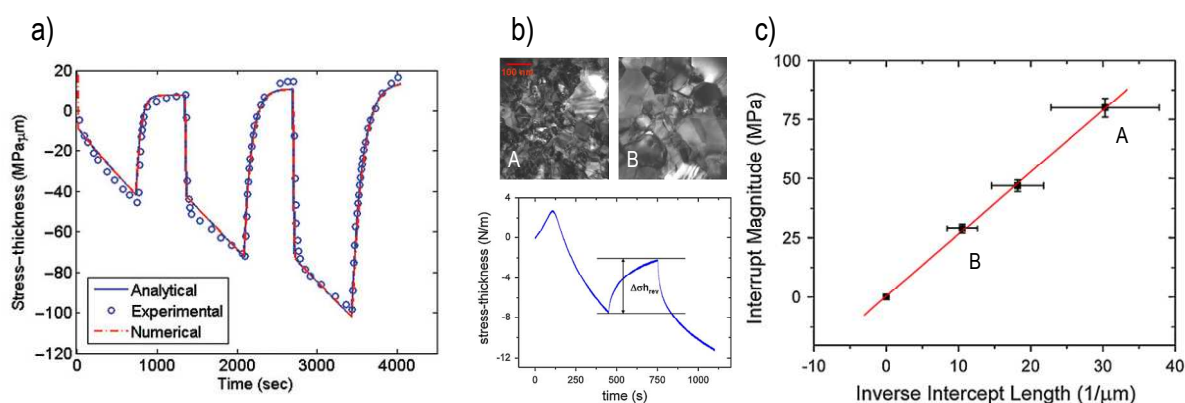 a)
Stress-thickness (MPaμm)
20
0
−20
−40
−60
−80
−100
−120
Analytical
Experimental
Numerical
0
1000
2000
3000
4000
Time (sec)
b)
100 nm
A
B
stress-thickness (N/m)
4
0
-4
-8
-12
Δσh_rev
0
250
500
750
1000
time (s)
c)
Interrupt Magnitude (MPa)
100
75
50
25
0
A
B
-10
0
10
20
30
40
Inverse Intercept Length (1/μm)